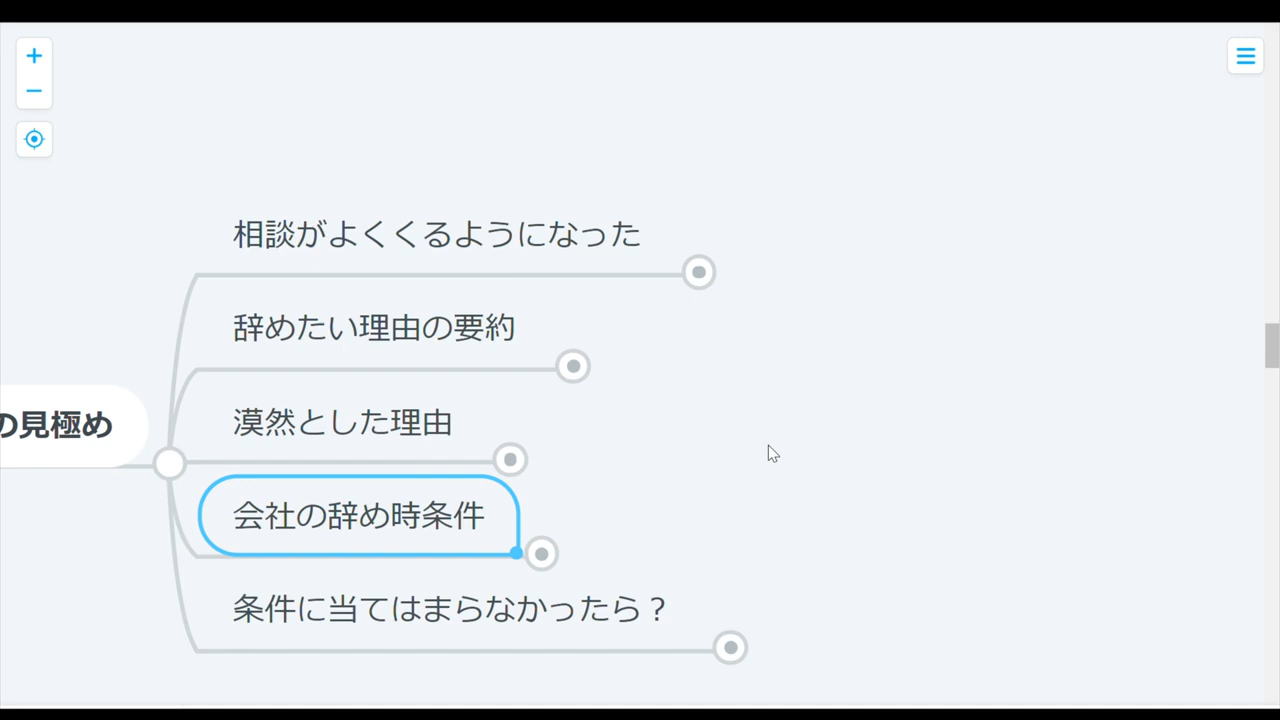 相談がよくくるようになった
辞めたい理由の要約
の見極め
漠然とした理由
会社の辞め時条件
条件に当てはまらなかったら？